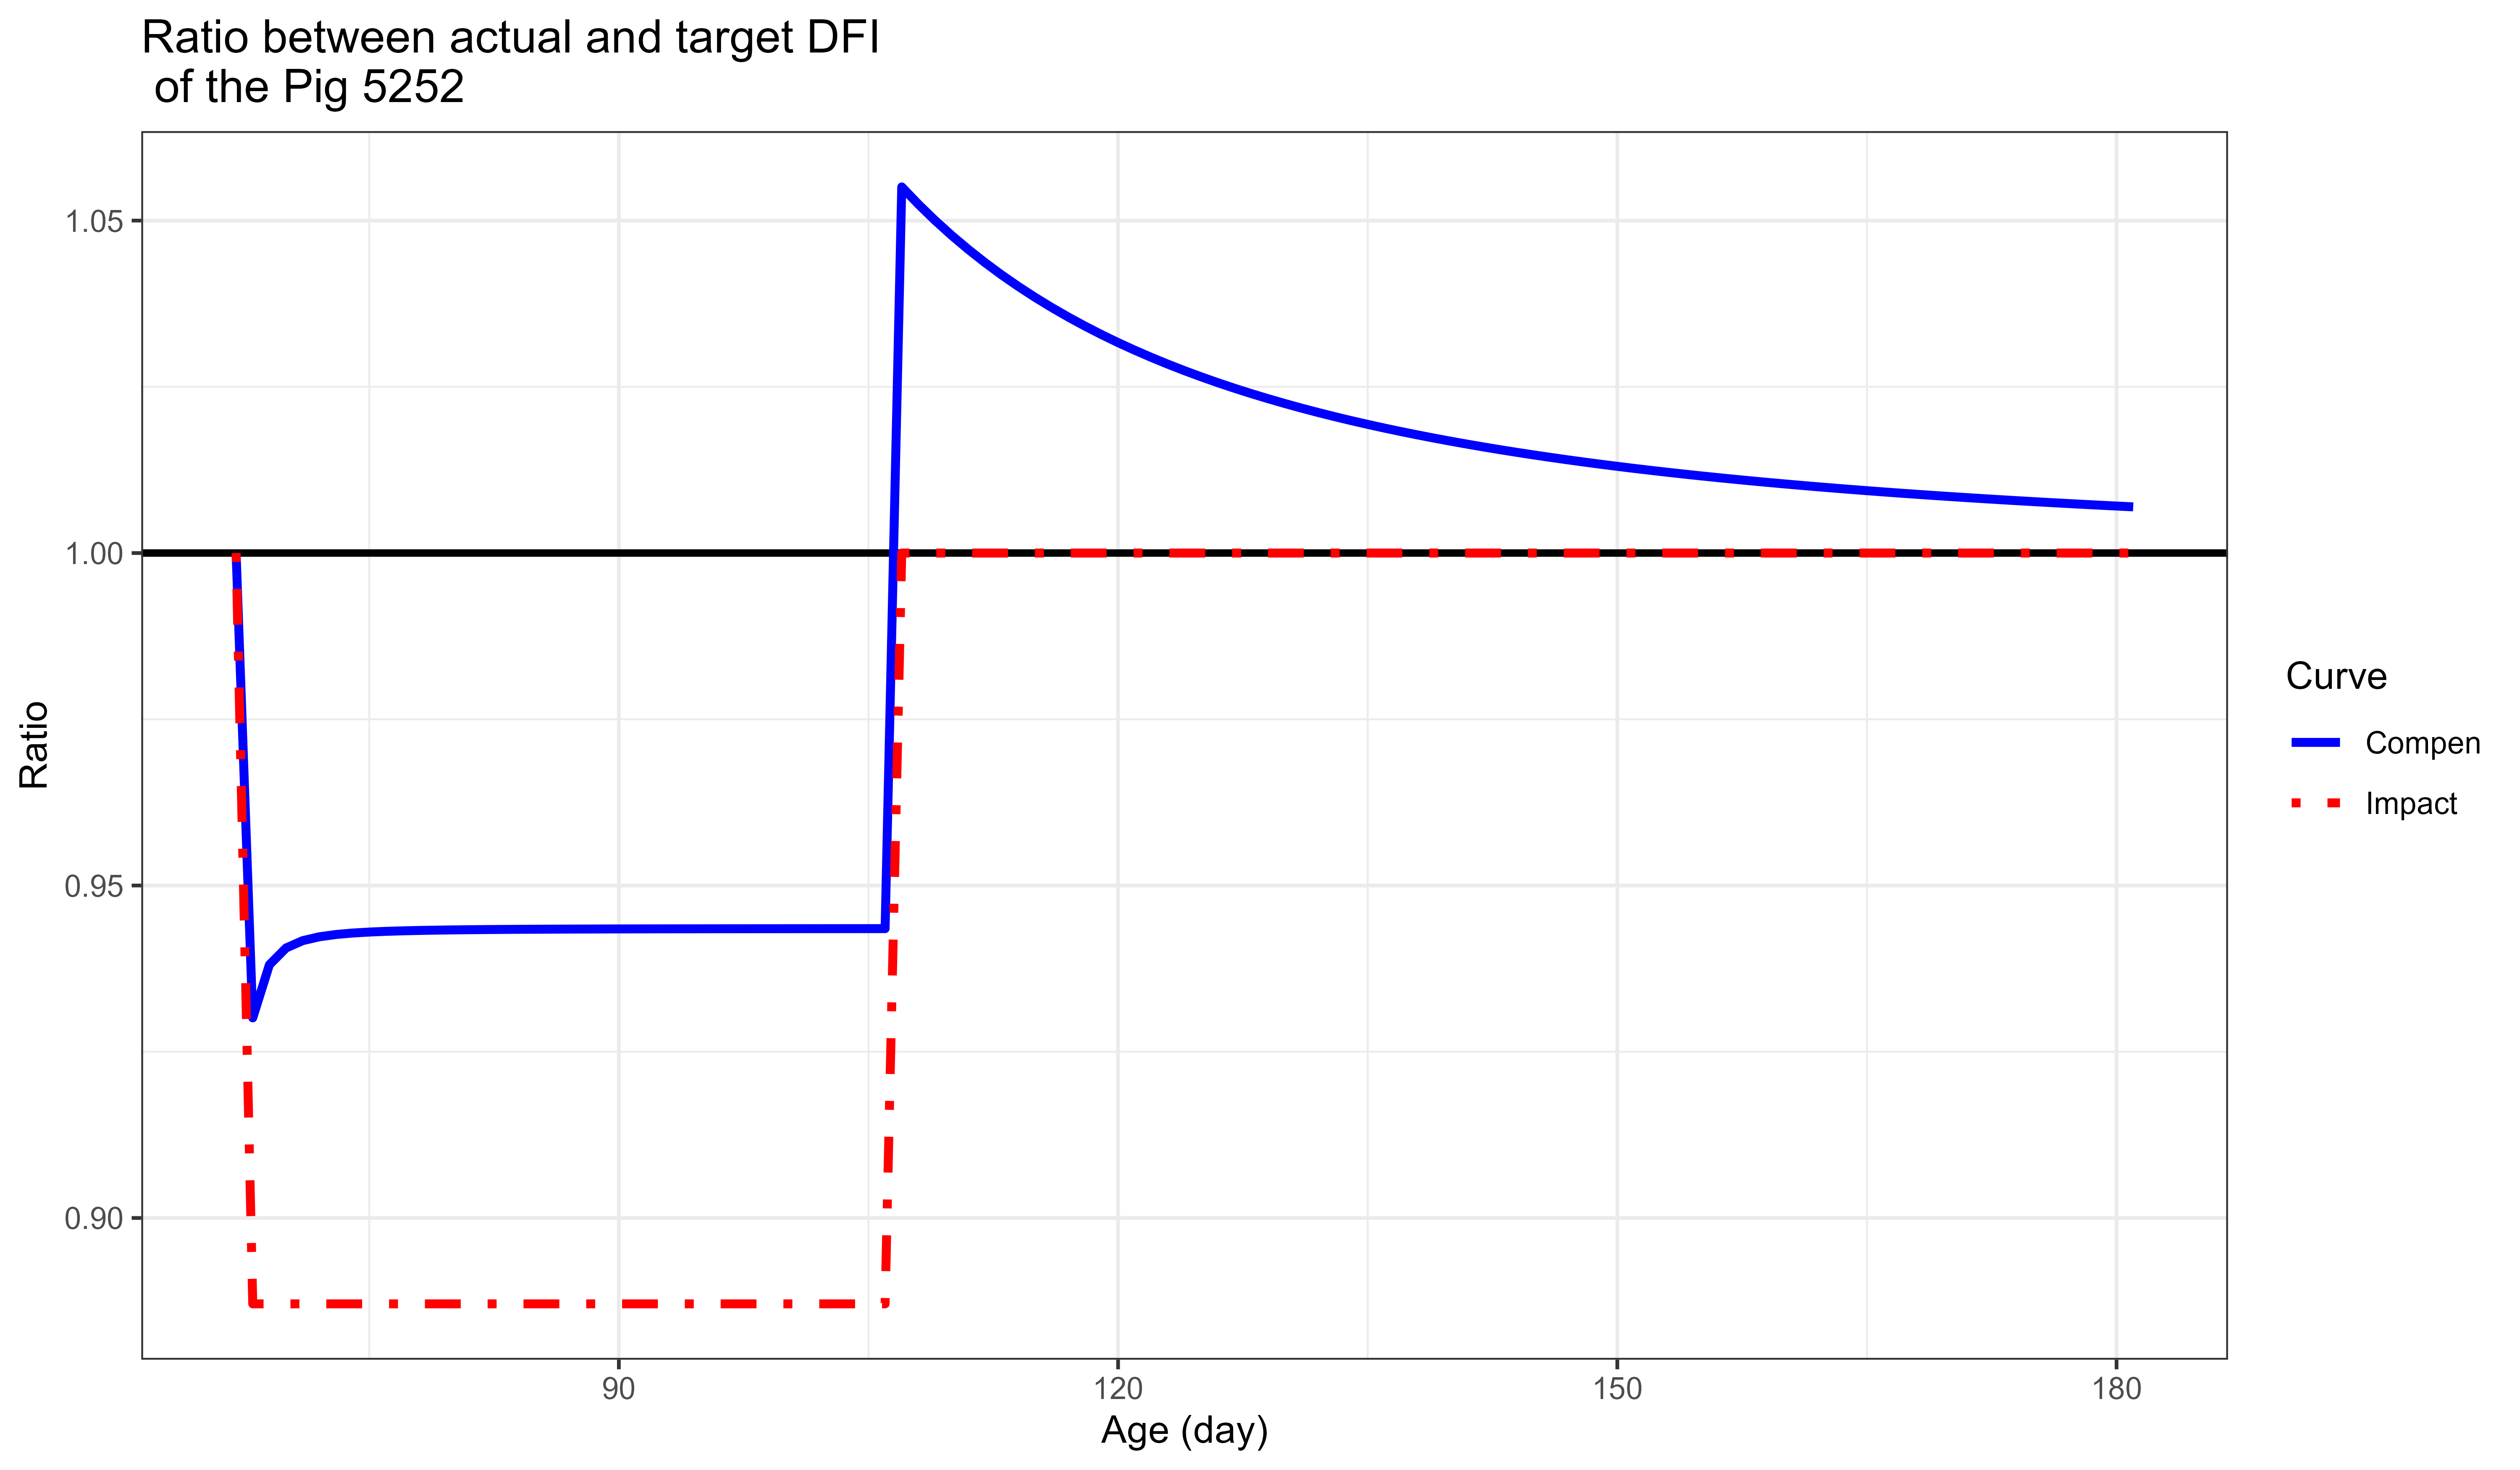 Ratio between actual and target DFI
of the Pig 5252
1.05
1.00
0.95
0.90
Ratio
90
120
150
180
Age (day)
Curve
Compen
Impact